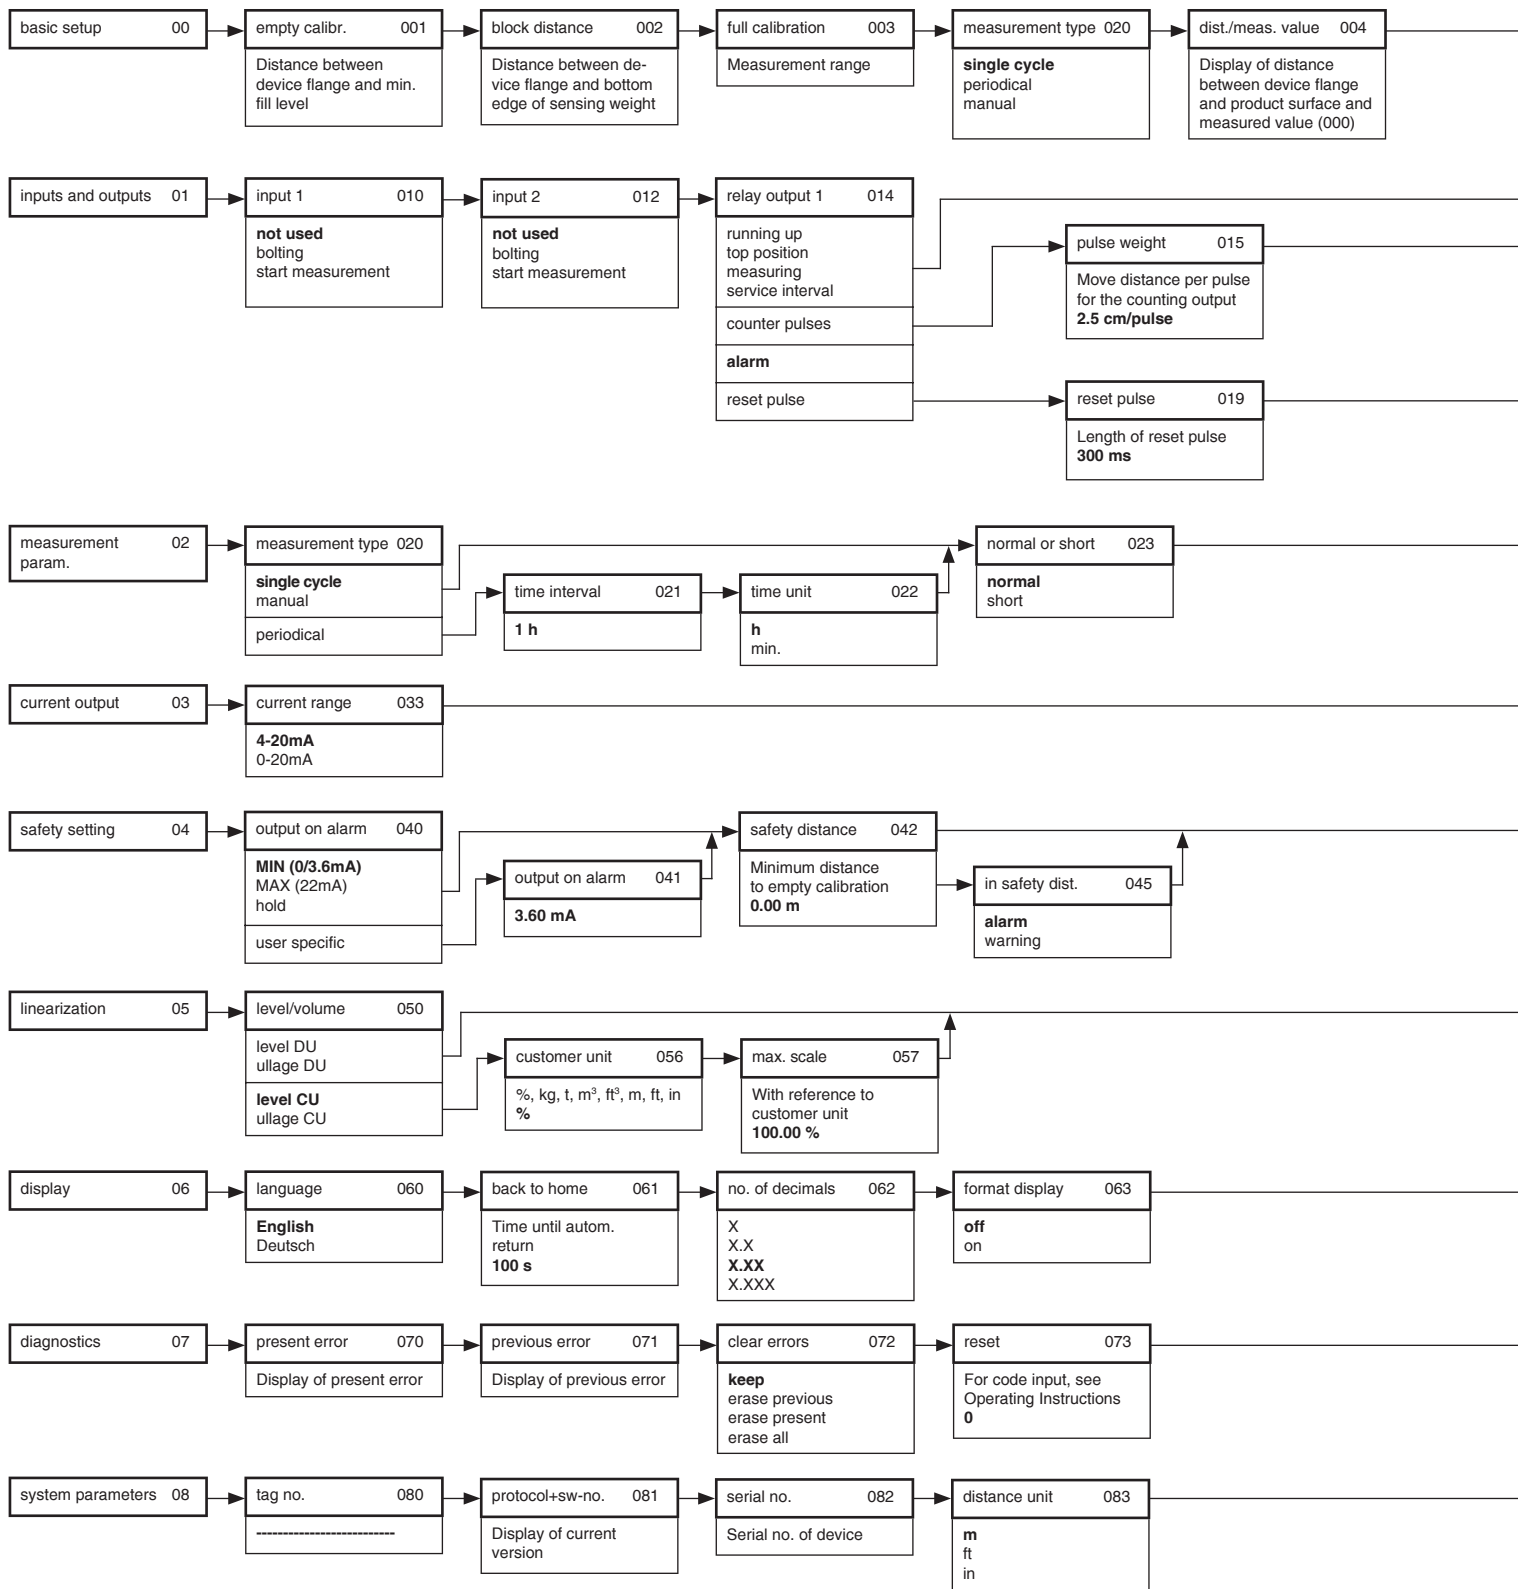 basic setup 00
empty calibr. 001
Distance between
device flange and min.
fill level
block distance 002
Distance between de-
vice flange and bottom
edge of sensing weight
full calibration 003
Measurement range
measurement type 020
single cycle
periodical
manual
dist./meas. value 004
Display of distance
between device flange
and product surface and
measured value (000)
inputs and outputs 01
input 1 010
not used
bolting
start measurement
input 2 012
not used
bolting
start measurement
relay output 1 014
running up
top position
measuring
service interval
counter pulses
alarm
reset pulse
pulse weight 015
Move distance per pulse
for the counting output
2.5 cm/pulse
reset pulse 019
Length of reset pulse
300 ms
measurement 02
param.
measurement type 020
single cycle
manual
periodical
time interval 021
1 h
time unit 022
h
min.
normal or short 023
normal
short
current output 03
current range 033
4-20mA
0-20mA
safety setting 04
output on alarm 040
MIN (0/3.6mA)
MAX (22mA)
hold
user specific
output on alarm 041
3.60 mA
safety distance 042
Minimum distance
to empty calibration
0.00 m
in safety dist. 045
alarm
warning
linearization 05
level/volume 050
level DU
ullage DU
level CU
ullage CU
customer unit 056
%, kg, t, m³, ft³, m, ft, in
%
max. scale 057
With reference to
customer unit
100.00 %
display 06
language 060
English
Deutsch
back to home 061
Time until autom.
return
100 s
no. of decimals 062
X
X.X
X.XX
X.XXX
format display 063
off
on
diagnostics 07
present error 070
Display of present error
previous error 071
Display of previous error
clear errors 072
keep
erase previous
erase present
erase all
reset 073
For code input, see
Operating Instructions
0
system parameters 08
tag no. 080
--------------------------
protocol+sw-no. 081
Display of current
version
serial no. 082
Serial no. of device
distance unit 083
m
ft
in